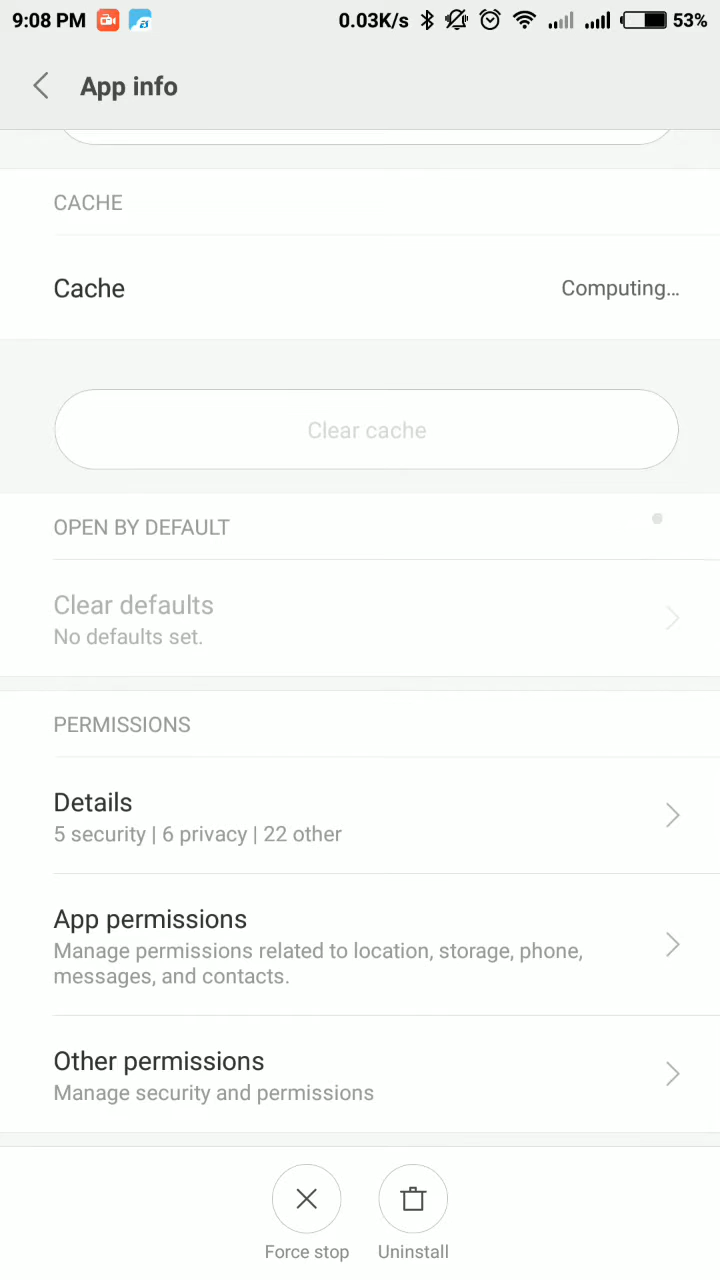 9:08 PM 0.03K/s 53%
App info
CACHE
Cache Computing...
Clear cache
OPEN BY DEFAULT
Clear defaults
No defaults set.
PERMISSIONS
Details
5 security | 6 privacy | 22 other
App permissions
Manage permissions related to location, storage, phone,
messages, and contacts.
Other permissions
Manage security and permissions
Force stop Uninstall